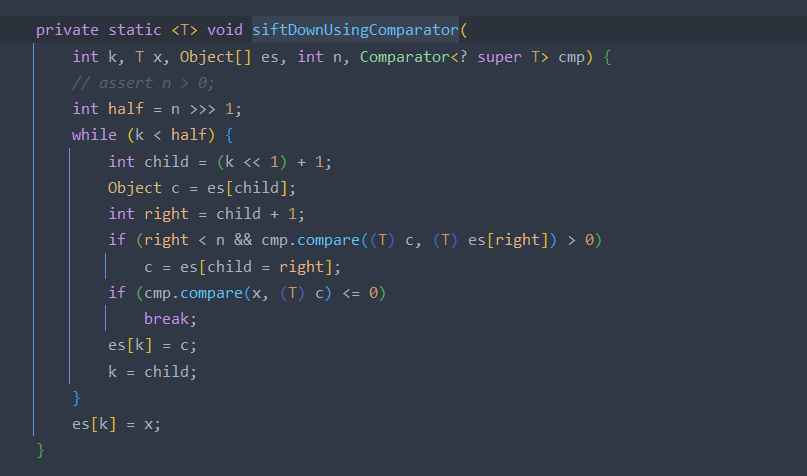 private static <T> void siftDownUsingComparator(
    int k, T x, Object[] es, int n, Comparator<? super T> cmp) {
    // assert n > 0;
    int half = n >>> 1;
    while (k < half) {
        int child = (k << 1) + 1;
        Object c = es[child];
        int right = child + 1;
        if (right < n && cmp.compare((T) c, (T) es[right]) > 0)
            c = es[child = right];
        if (cmp.compare(x, (T) c) <= 0)
            break;
        es[k] = c;
        k = child;
    }
    es[k] = x;
}